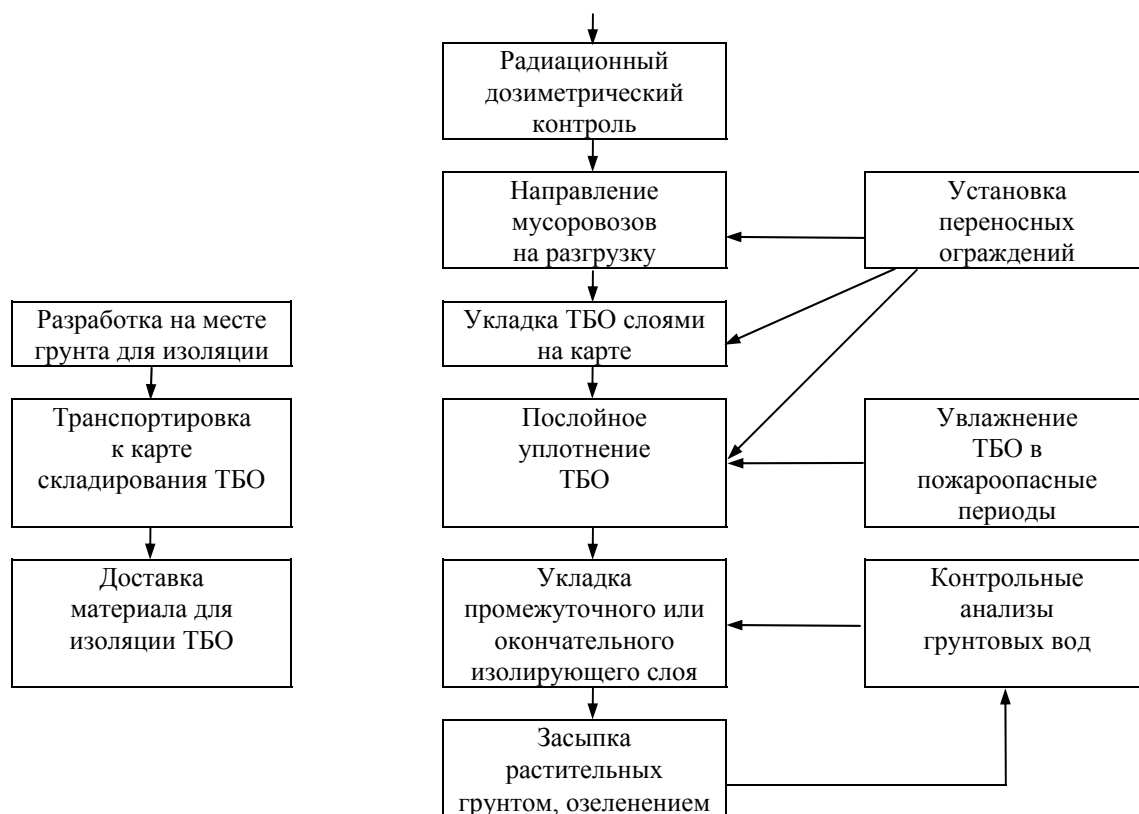 Радиационный
дозиметрический
контроль
Направление
мусоровозов
на разгрузку
Установка
переносных
ограждений
Разработка на месте
грунта для изоляции
Укладка ТБО слоями
на карте
Транспортировка
к карте
складирования ТБО
Послойное
уплотнение
ТБО
Увлажнение
ТБО в
пожароопасные
периоды
Доставка
материала для
изоляции ТБО
Укладка
промежуточного или
окончательного
изолирующего слоя
Контрольные
анализы
грунтовых вод
Засыпка
растительных
грунтом, озеленением